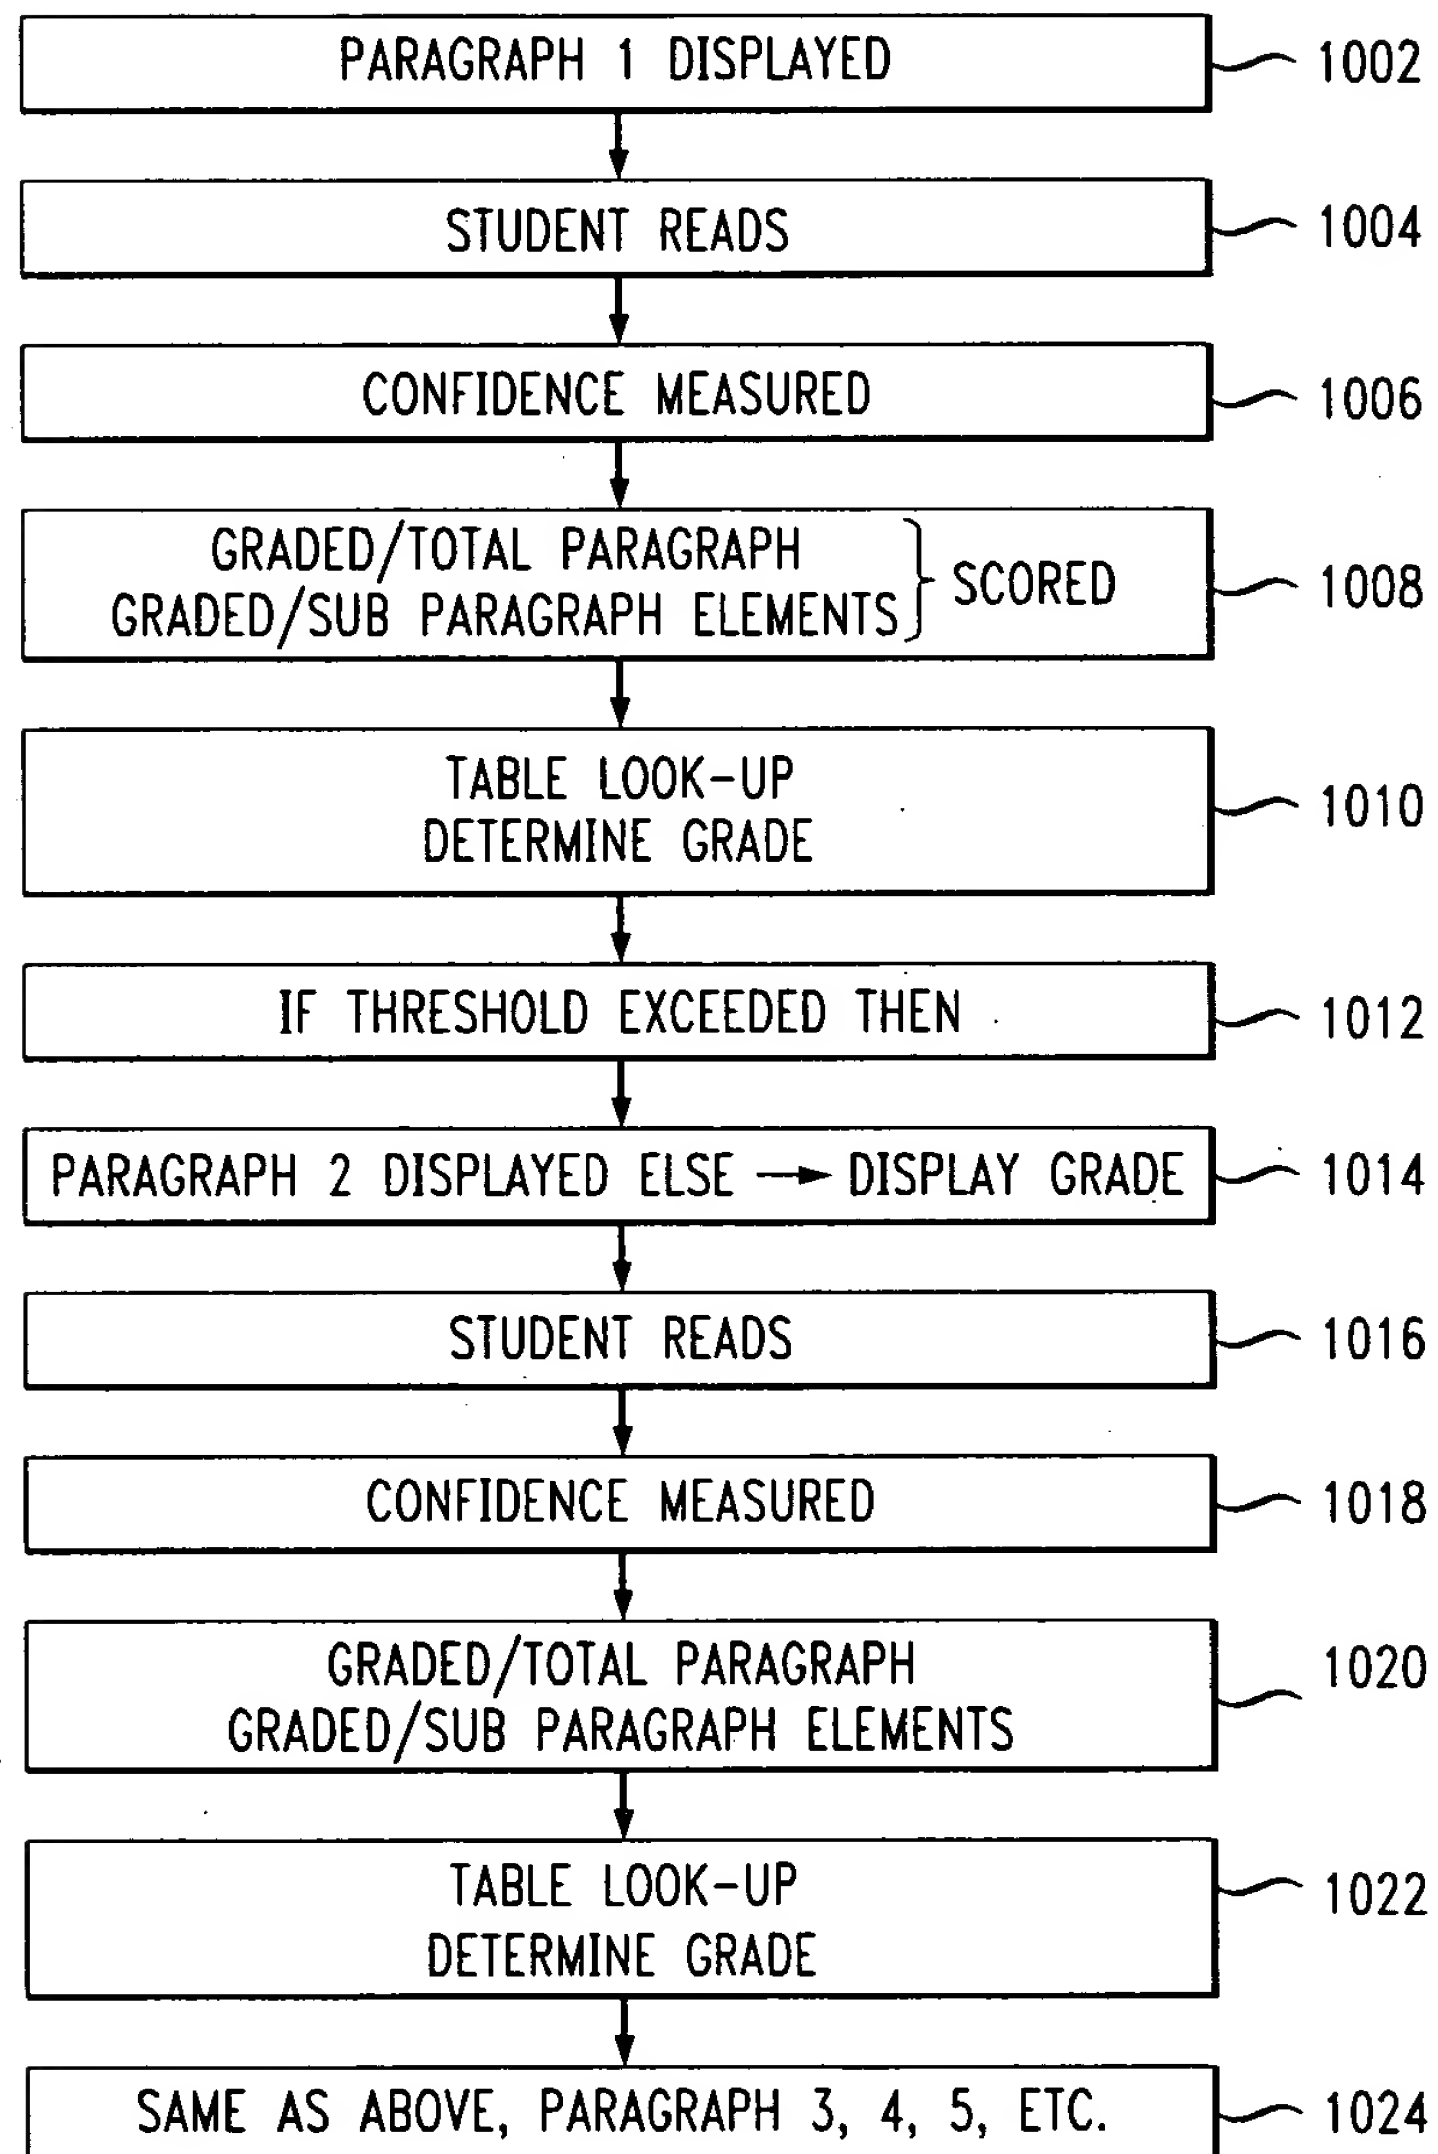 PARAGRAPH 1 DISPLAYED
1002
STUDENT READS
1004
CONFIDENCE MEASURED
1006
GRADED/TOTAL PARAGRAPH
GRADED/SUB PARAGRAPH ELEMENTS
SCORED
1008
TABLE LOOK-UP
DETERMINE GRADE
1010
IF THRESHOLD EXCEEDED THEN
1012
PARAGRAPH 2 DISPLAYED ELSE → DISPLAY GRADE
1014
STUDENT READS
1016
CONFIDENCE MEASURED
1018
GRADED/TOTAL PARAGRAPH
GRADED/SUB PARAGRAPH ELEMENTS
1020
TABLE LOOK-UP
DETERMINE GRADE
1022
SAME AS ABOVE, PARAGRAPH 3, 4, 5, ETC.
1024